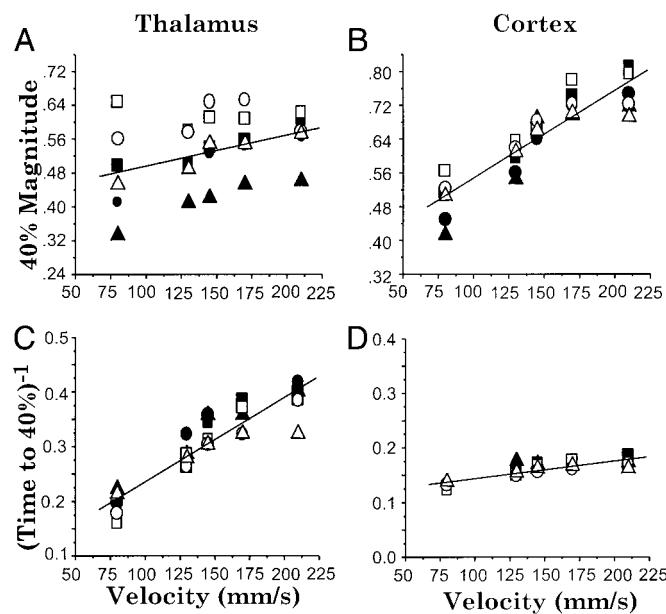 Thalamus
Cortex
A
B
40% Magnitude
.72
.64
.56
.48
.40
.32
.24
50 75 100 125 150 175 200 225
.80
.72
.64
.56
.48
.40
.32
50 75 100 125 150 175 200 225
C
D
(Time to 40%)-1
0.5
0.4
0.3
0.2
0.1
50 75 100 125 150 175 200 225
Velocity (mm/s)
0.4
0.3
0.2
0.1
0.0
50 75 100 125 150 175 200 225
Velocity (mm/s)